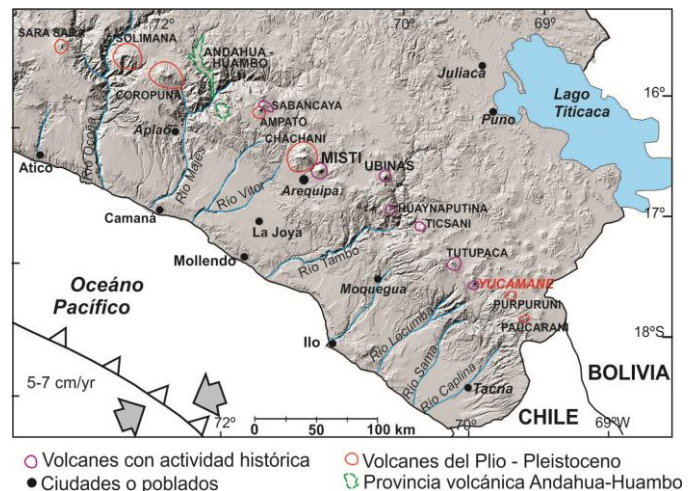 72°
70°
69°
SARA SARA
SOLIMANA
ANDAHUA -
HUAMBO
Juliaca
Lago
Titicaca
16°
COROPUNA
SABANCAYA
AMPATO
Puno
Aplao
CHACHANI
Río Ocoña
Río Majes
MISTI
UBINAS
Atico
Arequipa
Río Vitor
HUAYNAPUTINA
17°
Camaná
La Joya
TICSANI
TUTUPACA
Mollendo
Río Tambo
YUCAMANE
Océano
Pacífico
Moquegua
PURPURUNI
PAUCARANI
18°S
Ilo
Río Locumba
Río Sama
BOLIVIA
5-7 cm/yr
Río Caplina
Tacna
CHILE
72°
0 50 100 km
70°
69°W
Volcanes con actividad histórica
Volcanes del Plio - Pleistoceno
Ciudades o poblados
Provincia volcánica Andahua-Huambo